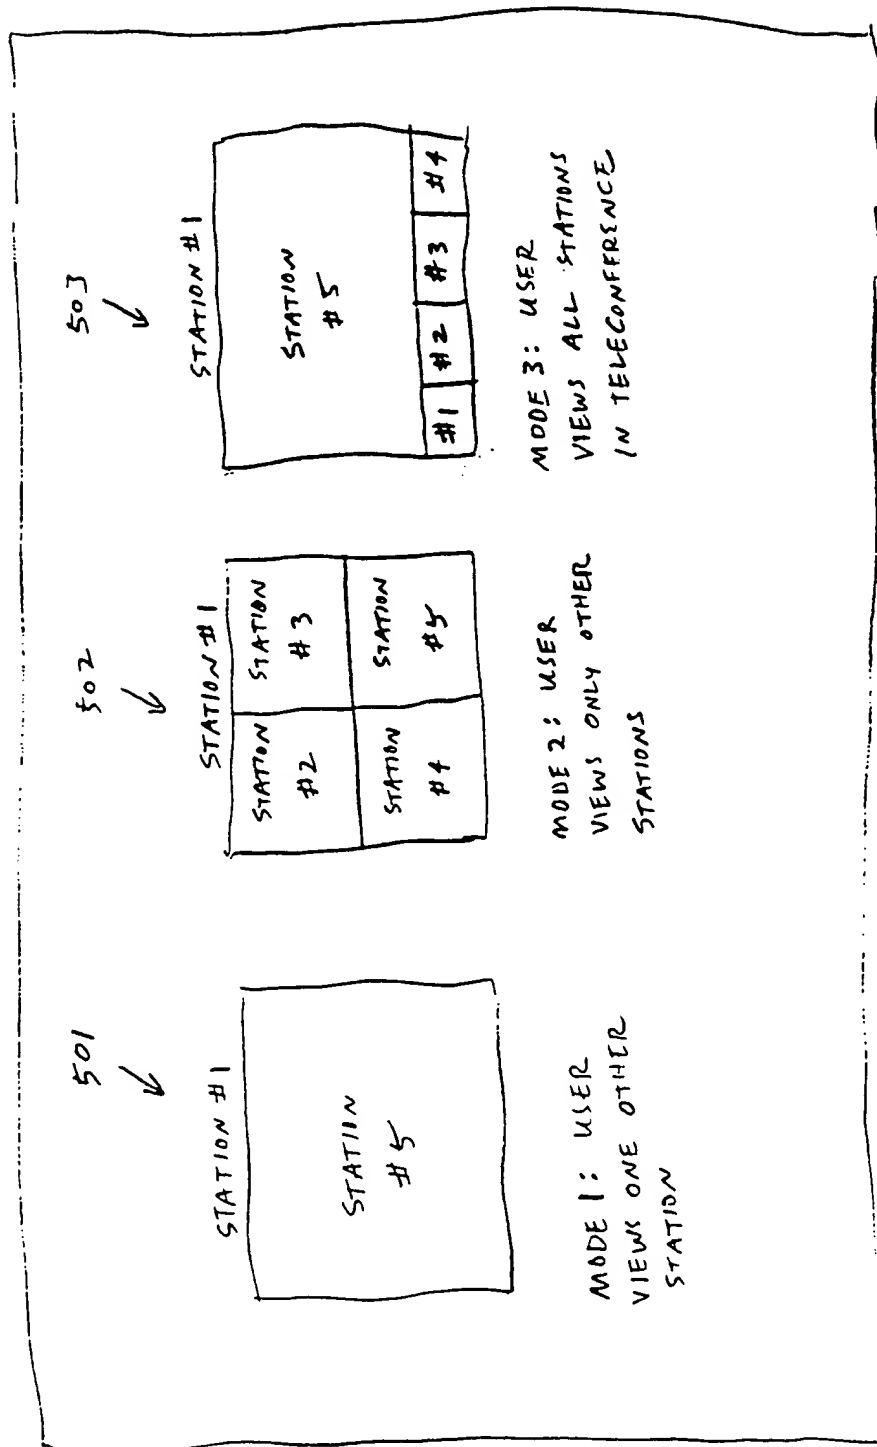 501
STATION #1
STATION
#5
MODE 1: USER
VIEWS ONE OTHER
STATION
502
STATION #1
STATION
#2
STATION
#3
STATION
#4
STATION
#5
MODE 2: USER
VIEWS ONLY OTHER
STATIONS
503
STATION #1
STATION
#5
#1 #2 #3 #4
MODE 3: USER
VIEWS ALL STATIONS
IN TELECONFERENCE